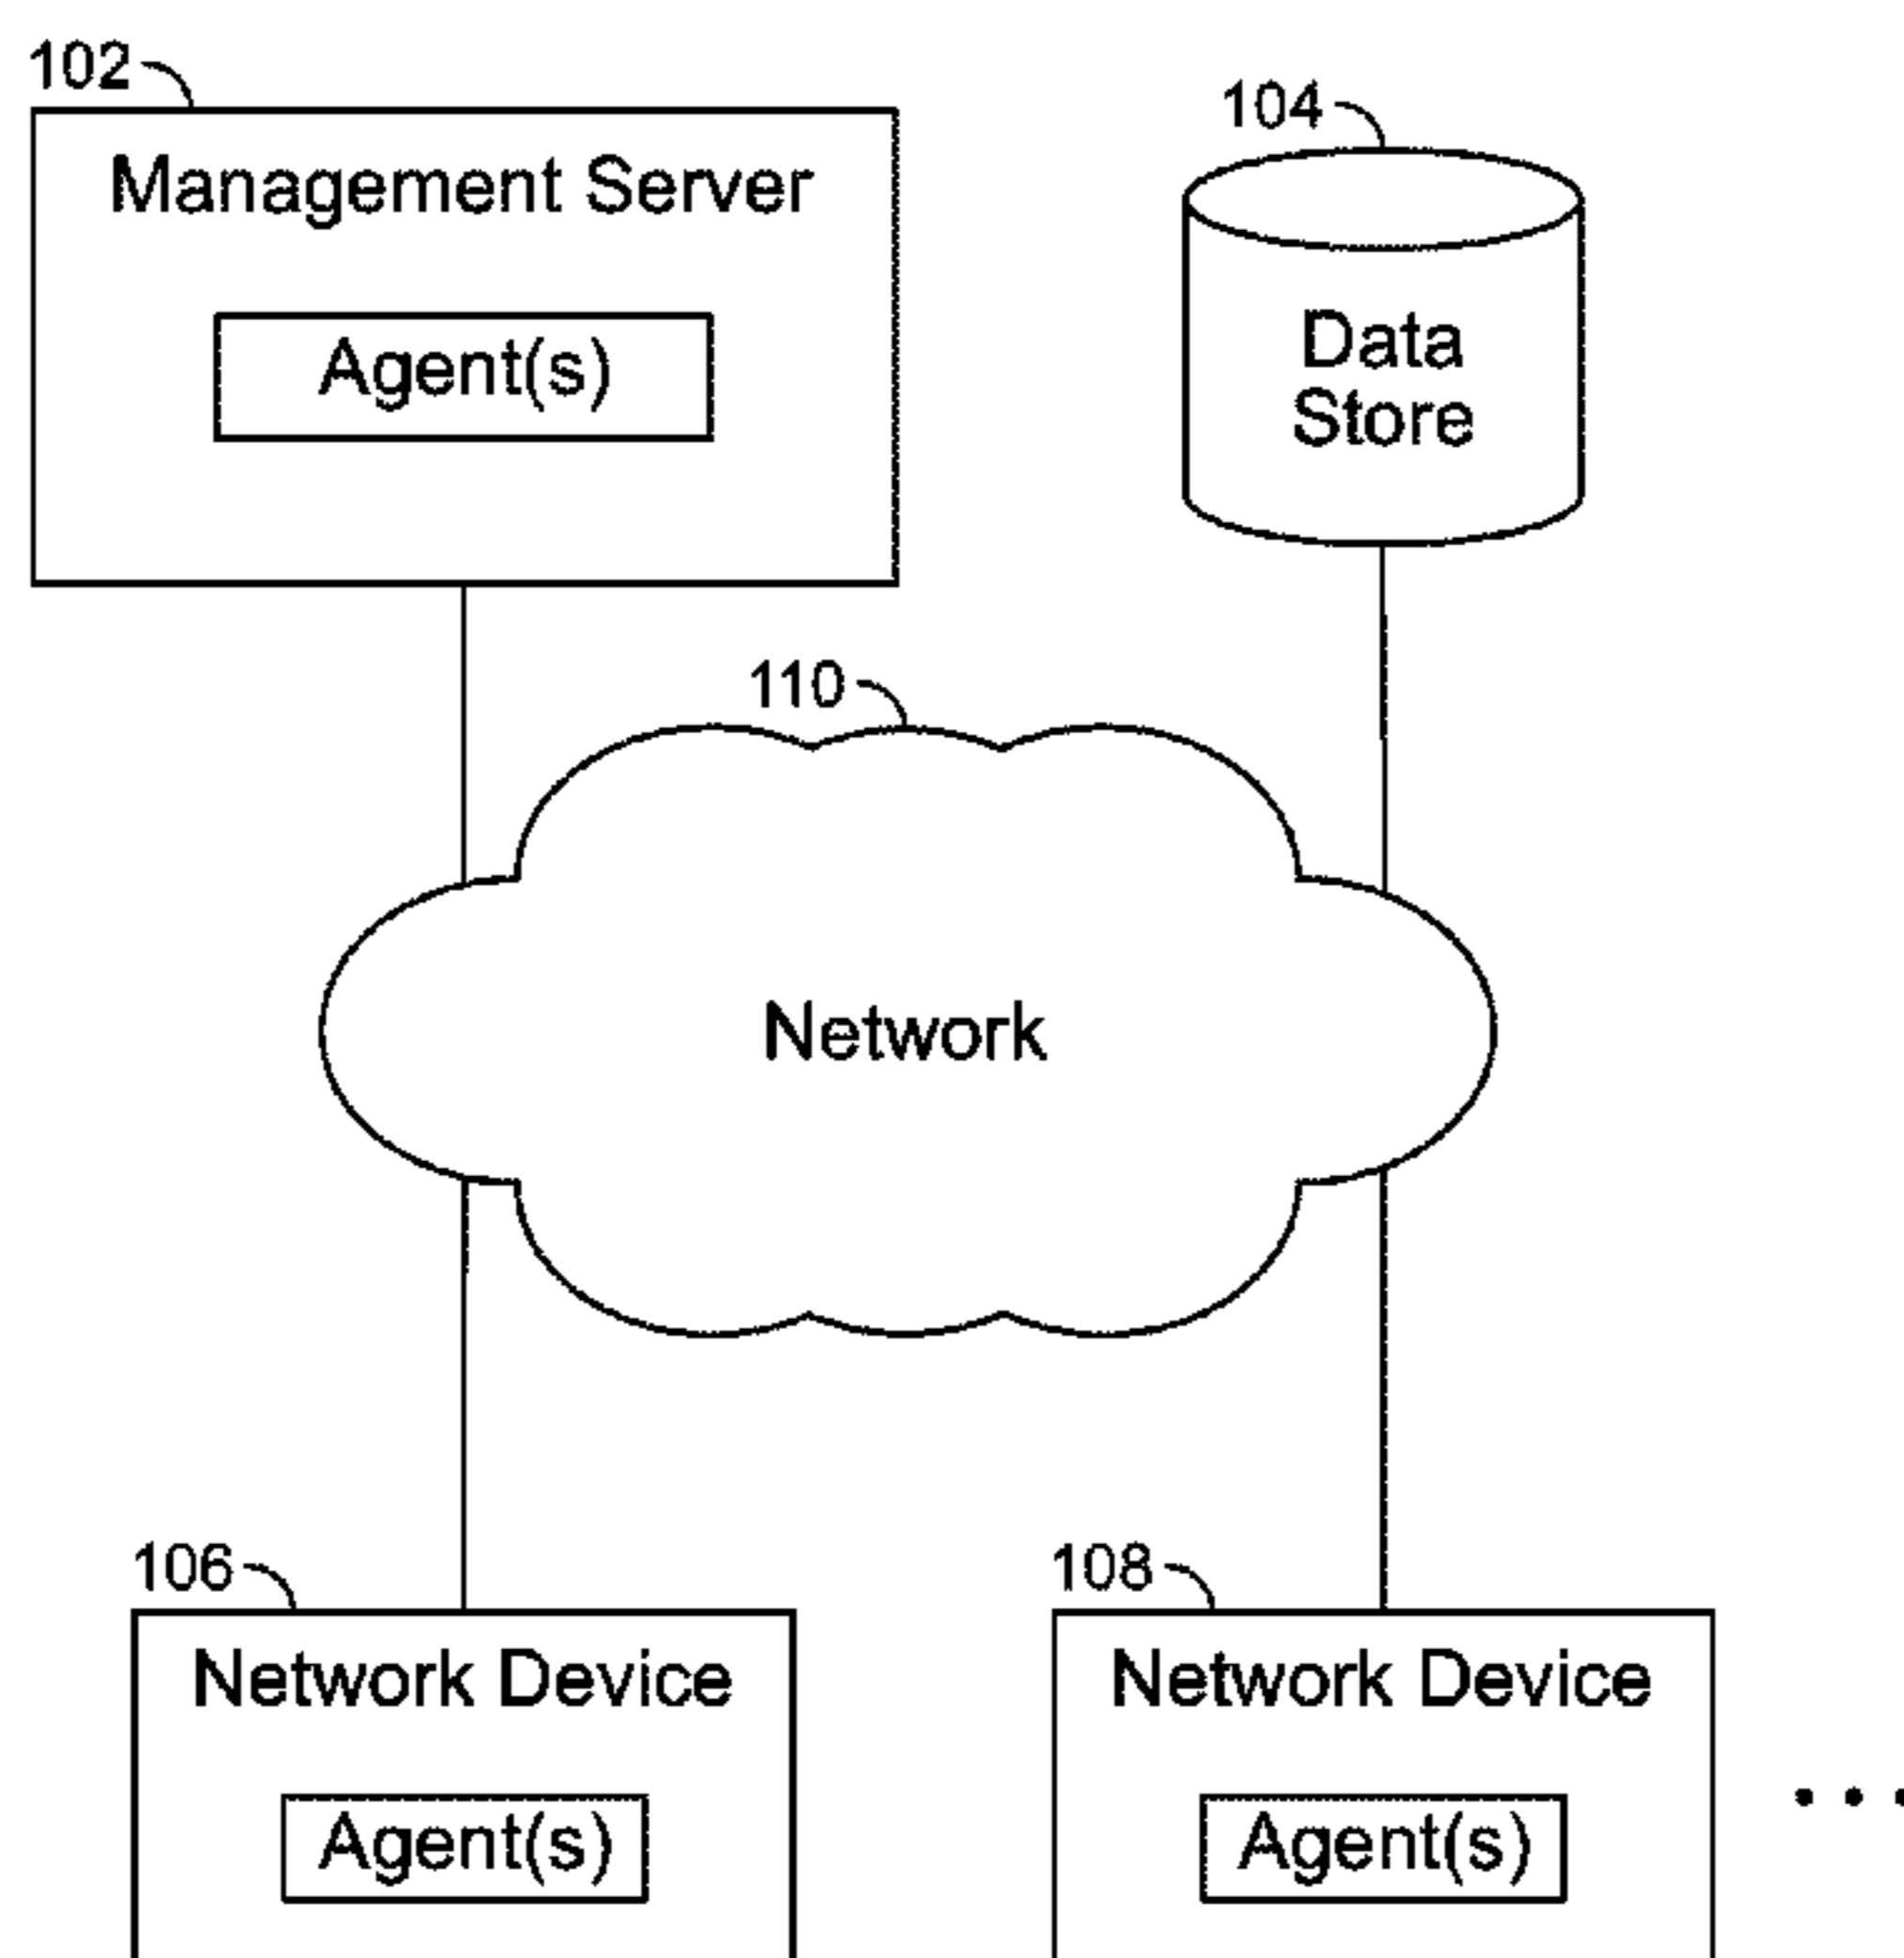 102
Management Server
Agent(s)
104
Data
Store
110
Network
106
Network Device
Agent(s)
108
Network Device
Agent(s)